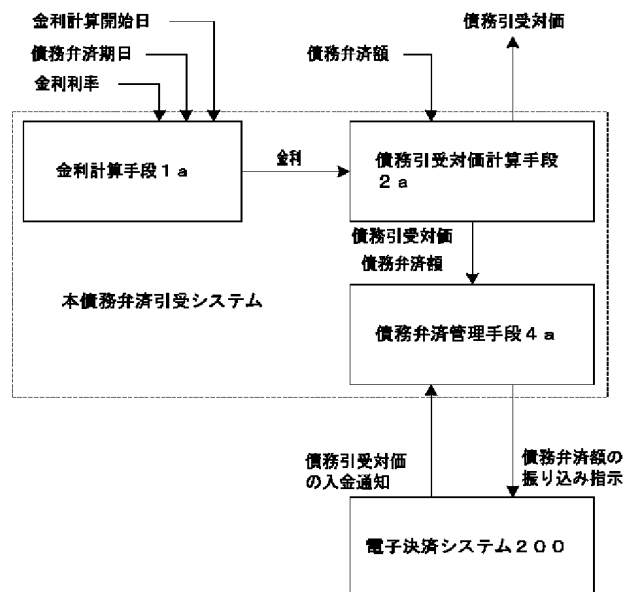 金利計算開始日
債務弁済期日
金利利率
債務弁済額
債務引受対価
金利計算手段1a
金利
債務引受対価計算手段
2a
債務引受対価
債務弁済額
本債務弁済引受システム
債務弁済管理手段4a
債務引受対価
の入金通知
債務弁済額の
振り込み指示
電子決済システム200